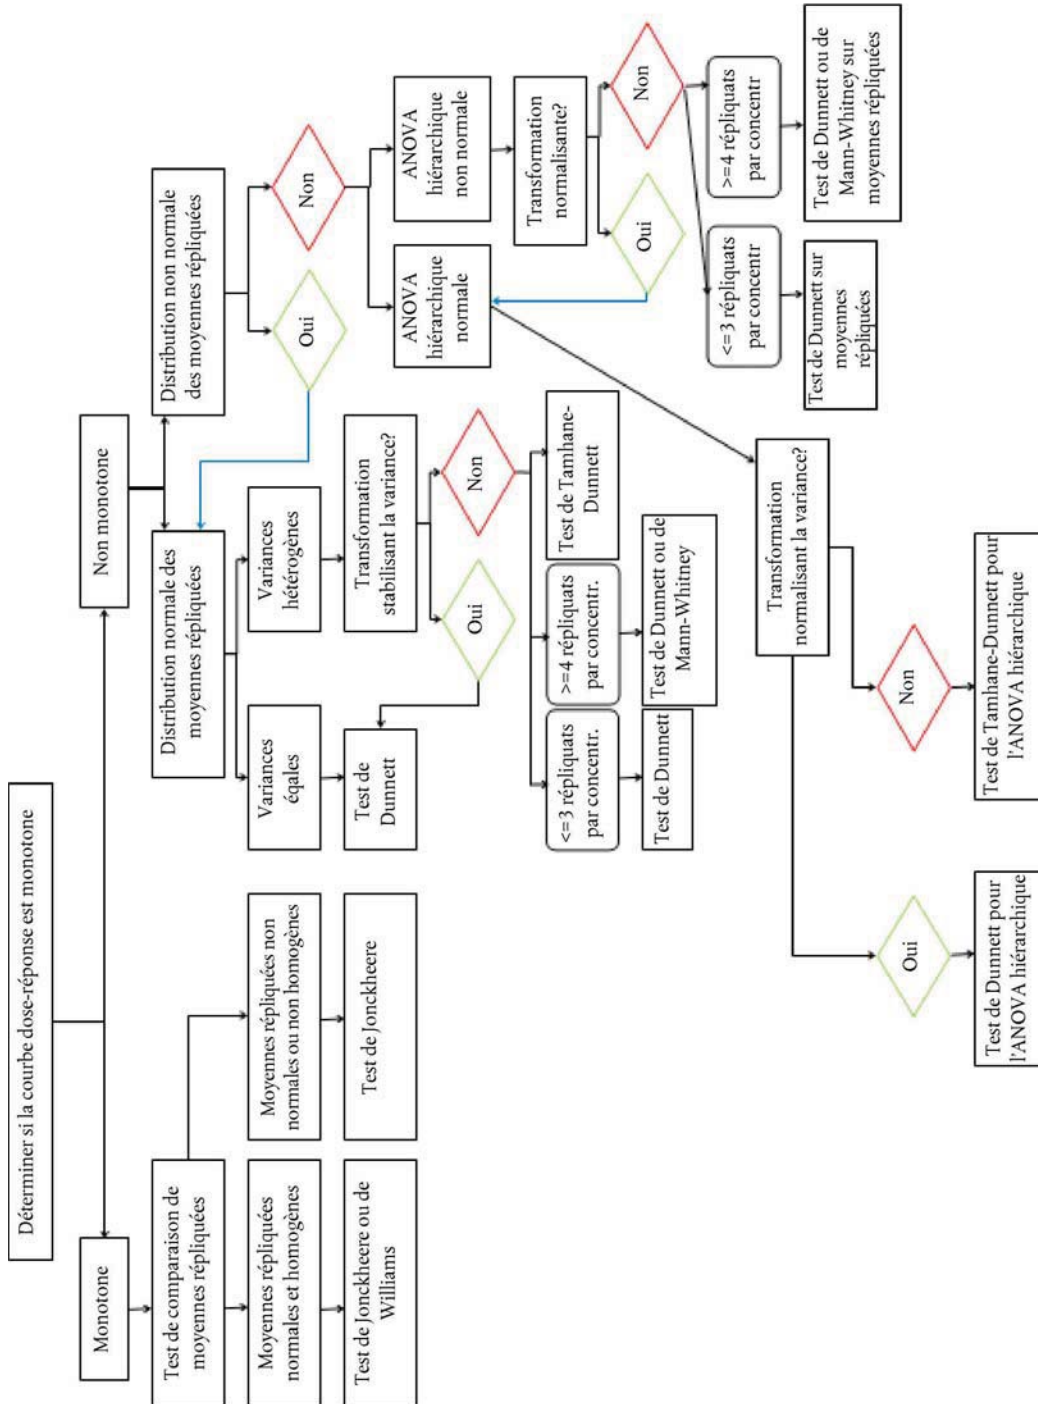 Déterminer si la courbe dose-réponse est monotone
Monotone
Non monotone
Test de comparaison de
moyennes répliquées
Moyennes répliquées
normales et homogènes
Test de Jonckheere ou de
Williams
Moyennes répliquées non
normales ou non homogènes
Test de Jonckheere
Distribution normale des
moyennes répliquées
Distribution non normale
des moyennes répliquées
Variances
éqales
Variances
hétérogènes
Oui
Non
Test de
Dunnett
Transformation
stabilisant la variance?
Oui
Non
<=3 répliquats
par concentr.
>=4 répliquats
par concentr.
Test de Tamhane-
Dunnett
Test de Dunnett
Test de Dunnett ou de
Mann-Whitney
ANOVA
hiérarchique
normale
ANOVA
hiérarchique
non normale
Transformation
normalisante?
Oui
Non
<=3 répliquats
par concentr
>=4 répliquats
par concentr
Test de Dunnett sur
moyennes
répliquées
Test de Dunnett ou de
Mann-Whitney sur
moyennes répliquées
Transformation
normalisant la variance?
Oui
Non
Test de Dunnett pour
l'ANOVA hiérarchique
Test de Tamhane-Dunnett pour
l'ANOVA hiérarchique